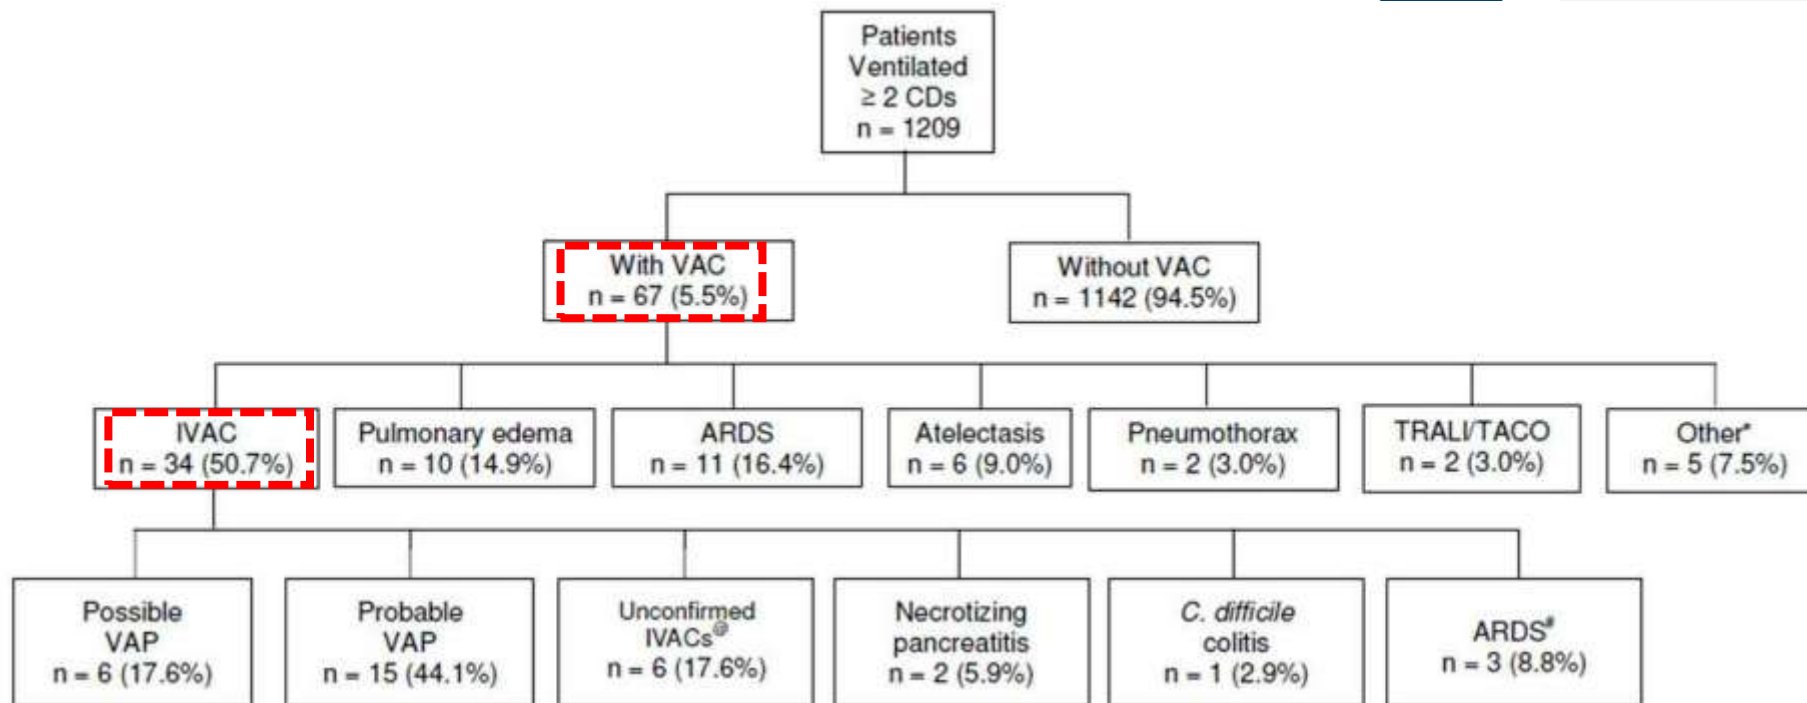 Patients
Ventilated
≥ 2 CDs
n = 1209
With VAC
n = 67 (5.5%)
Without VAC
n = 1142 (94.5%)
IVAC
n = 34 (50.7%)
Pulmonary edema
n = 10 (14.9%)
ARDS
n = 11 (16.4%)
Atelectasis
n = 6 (9.0%)
Pneumothorax
n = 2 (3.0%)
TRALI/TACO
n = 2 (3.0%)
Other*
n = 5 (7.5%)
Possible
VAP
n = 6 (17.6%)
Probable
VAP
n = 15 (44.1%)
Unconfirmed
IVACs@
n = 6 (17.6%)
Necrotizing
pancreatitis
n = 2 (5.9%)
C. difficile
colitis
n = 1 (2.9%)
ARDS#
n = 3 (8.8%)